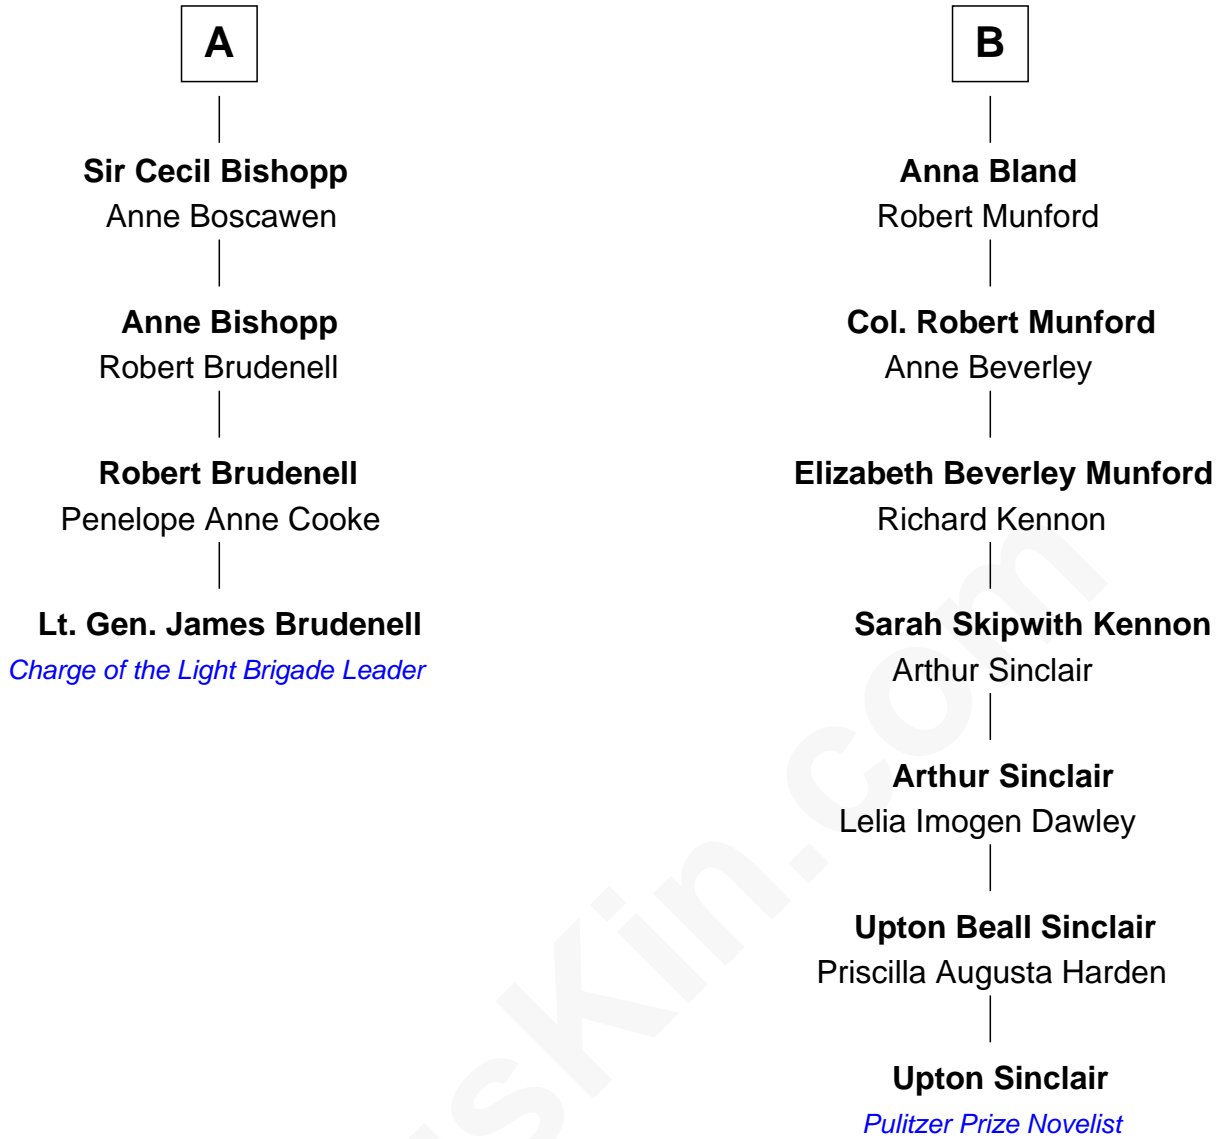 A
Sir Cecil Bishopp
Anne Boscawen
Anne Bishopp
Robert Brudenell
Robert Brudenell
Penelope Anne Cooke
Lt. Gen. James Brudenell
Charge of the Light Brigade Leader
B
Anna Bland
Robert Munford
Col. Robert Munford
Anne Beverley
Elizabeth Beverley Munford
Richard Kennon
Sarah Skipwith Kennon
Arthur Sinclair
Arthur Sinclair
Lelia Imogen Dawley
Upton Beall Sinclair
Priscilla Augusta Harden
Upton Sinclair
Pulitzer Prize Novelist
sKin.com